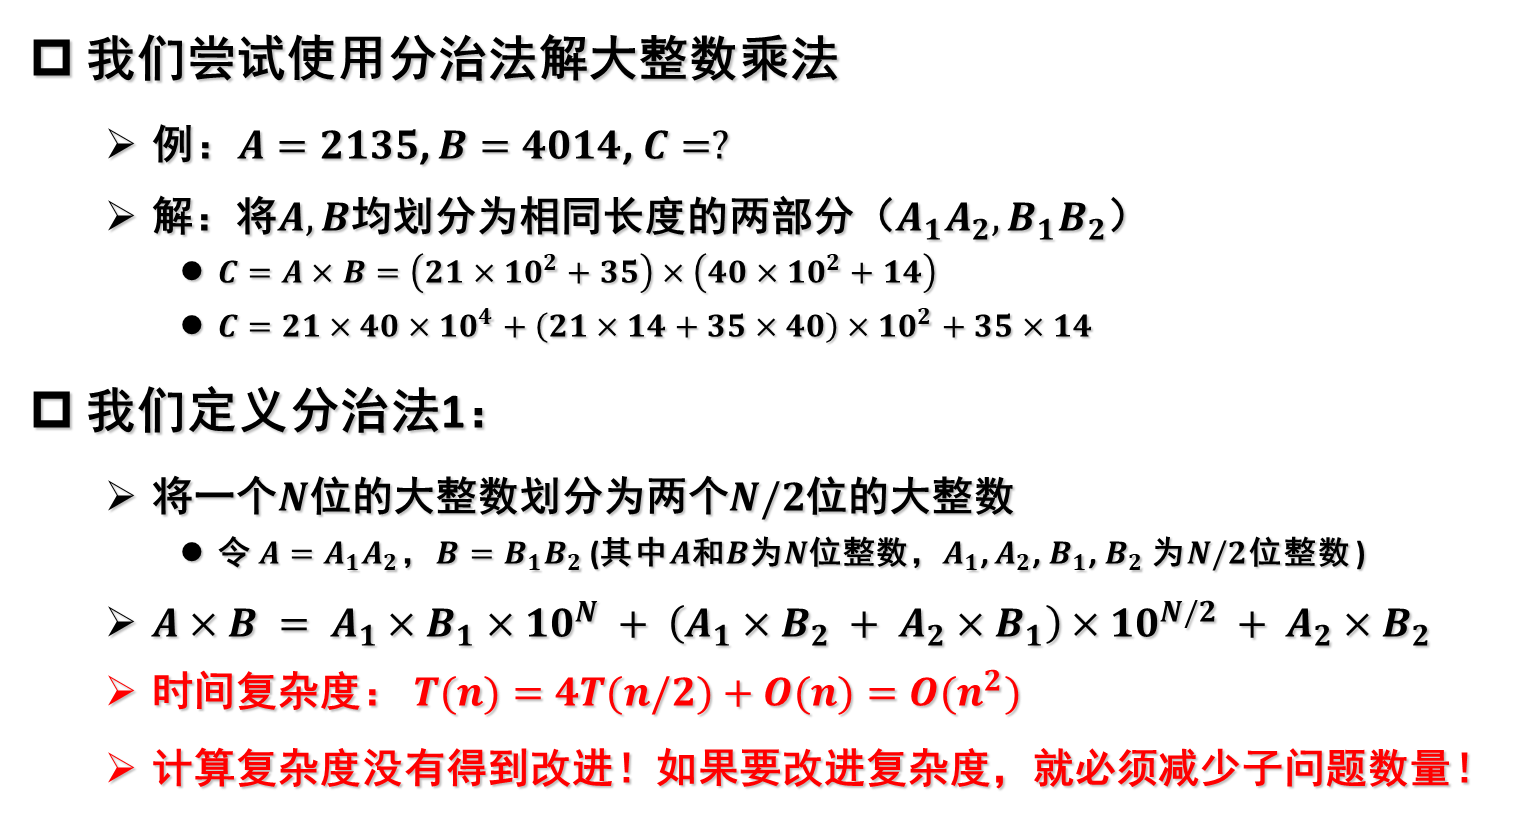 我们尝试使用分治法解大整数乘法
例：A = 2135, B = 4014, C =?
解：将A, B均划分为相同长度的两部分（A₁A₂, B₁B₂）
C = A × B = (21 × 10² + 35) × (40 × 10² + 14)
C = 21 × 40 × 10⁴ + (21 × 14 + 35 × 40) × 10² + 35 × 14
我们定义分治法1：
将一个N位的大整数划分为两个N/2位的大整数
令 A = A₁A₂，B = B₁B₂ (其中A和B为N位整数，A₁, A₂, B₁, B₂ 为N/2位整数)
A × B = A₁ × B₁ × 10ᴺ + (A₁ × B₂ + A₂ × B₁) × 10^{N/2} + A₂ × B₂
时间复杂度：T(n) = 4T(n/2) + O(n) = O(n²)
计算复杂度没有得到改进！如果要改进复杂度，就必须减少子问题数量！